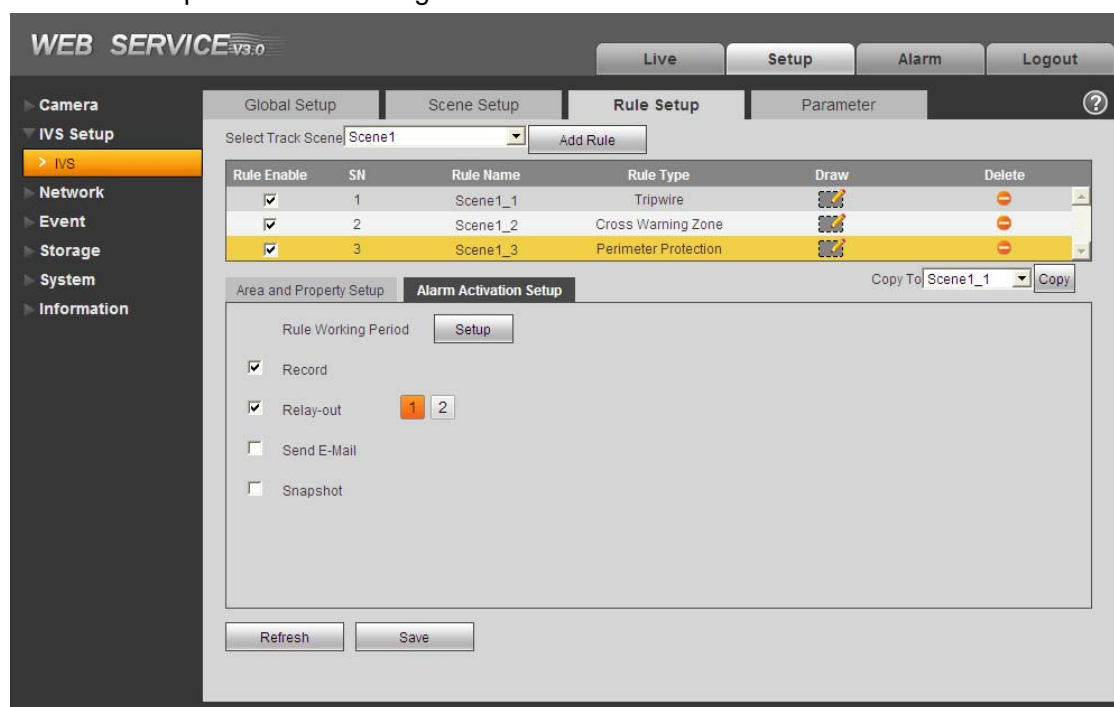 WEB SERVICE V3.0
Live Setup Alarm Logout
Camera
IVS Setup
> IVS
Network
Event
Storage
System
Information
Global Setup Scene Setup Rule Setup Parameter ?
Select Track Scene Scene1 Add Rule
Rule Enable SN Rule Name Rule Type Draw Delete
1 Scene1_1 Tripwire
2 Scene1_2 Cross Warning Zone
3 Scene1_3 Perimeter Protection
Copy To Scene1_1 Copy
Area and Property Setup Alarm Activation Setup
Rule Working Period Setup
Record
Relay-out 1 2
Send E-Mail
Snapshot
Refresh Save